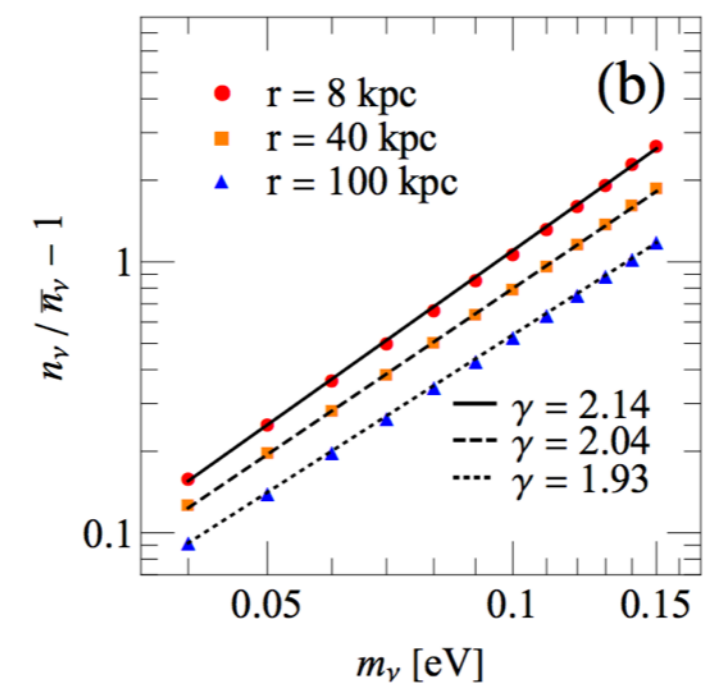 (b)
r = 8 kpc
r = 40 kpc
r = 100 kpc
n_ν / n̅_ν − 1
1
0.1
γ = 2.14
γ = 2.04
γ = 1.93
0.05
0.1
0.15
m_ν [eV]